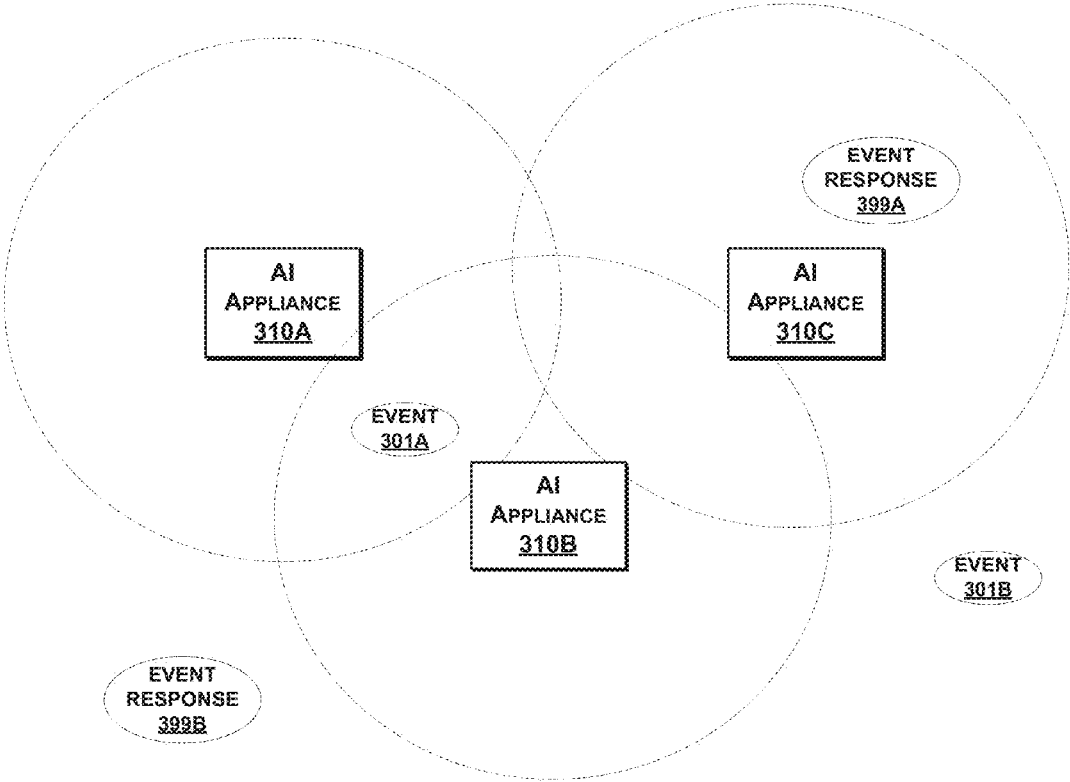 EVENT
RESPONSE
399A
AI
APPLIANCE
310A
AI
APPLIANCE
310C
EVENT
301A
AI
APPLIANCE
310B
EVENT
301B
EVENT
RESPONSE
399B